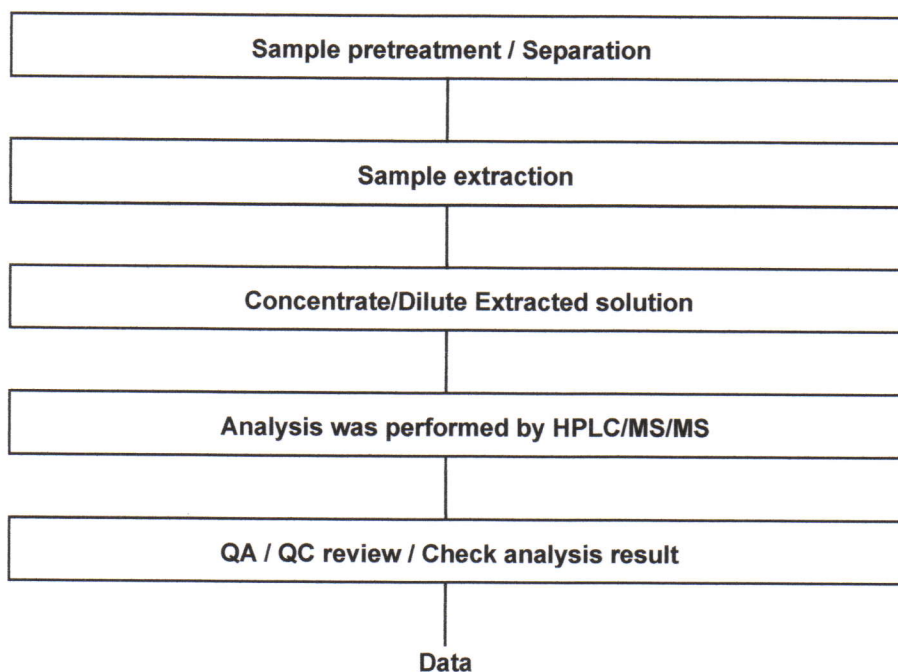 Sample pretreatment / Separation
Sample extraction
Concentrate/Dilute Extracted solution
Analysis was performed by HPLC/MS/MS
QA / QC review / Check analysis result
Data